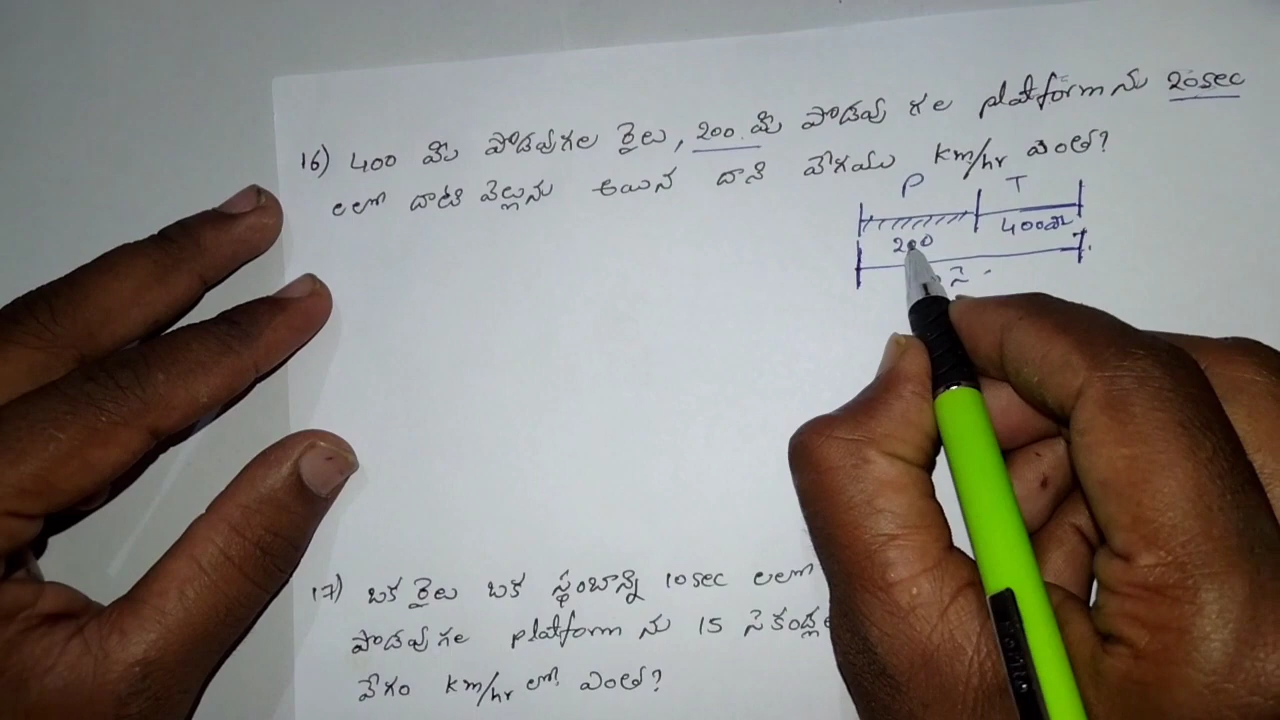 16) 400 మీ పొడవుగల రైలు, 200 మీ పొడవు గల platform ను 20sec
లలో దాటి వెల్లును అయిన దాని వేగము km/hr ఎంత?
P T
200 400మీ
17) ఒక రైలు ఒక స్థంబాన్ని 10sec లలో
పొడవు గల platform ను 15 సెకండ్ల
వేగం km/hr లో ఎంత?